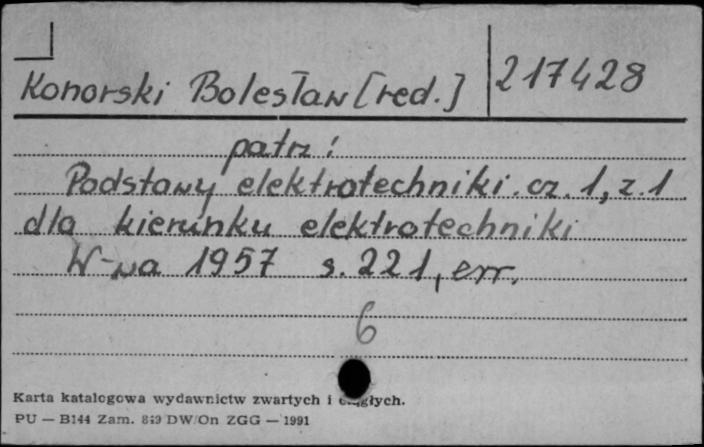 Konorski Bolesław [red.] 217428
patrz:
Podstawy elektrotechniki. cz. 1, z. 1
dla kierunku elektrotechniki
W-wa 1957 s. 221, err.
6
Karta katalogowa wydawnictw zwartych i ciągłych.
PU — B144 Zam. 849 DW/On ZGG — 1991